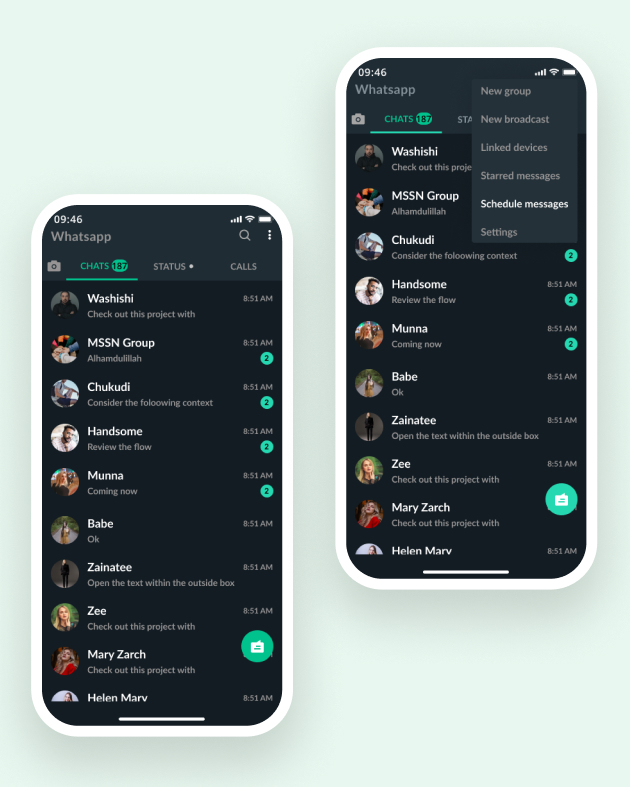 09:46
Whatsapp
CHATS 187 STATUS CALLS
Washishi 8:51 AM
Check out this project with
MSSN Group 8:51 AM
Alhamdulillah 2
Chukudi 8:51 AM
Consider the foloowing context 2
Handsome 8:51 AM
Review the flow 2
Munna 8:51 AM
Coming now 2
Babe 8:51 AM
Ok
Zainatee 8:51 AM
Open the text within the outside box
Zee 8:51 AM
Check out this project with
Mary Zarch
Check out this project with
Helen Mary 8:51 AM
09:46
Whatsapp
CHATS 187 STA
New group
New broadcast
Linked devices
Starred messages
Schedule messages
Settings
Washishi
Check out this proje
MSSN Group
Alhamdulillah
Chukudi
Consider the foloowing context 2
Handsome 8:51 AM
Review the flow 2
Munna 8:51 AM
Coming now 2
Babe 8:51 AM
Ok
Zainatee 8:51 AM
Open the text within the outside box
Zee 8:51 AM
Check out this project with
Mary Zarch
Check out this project with
Helen Mary 8:51 AM